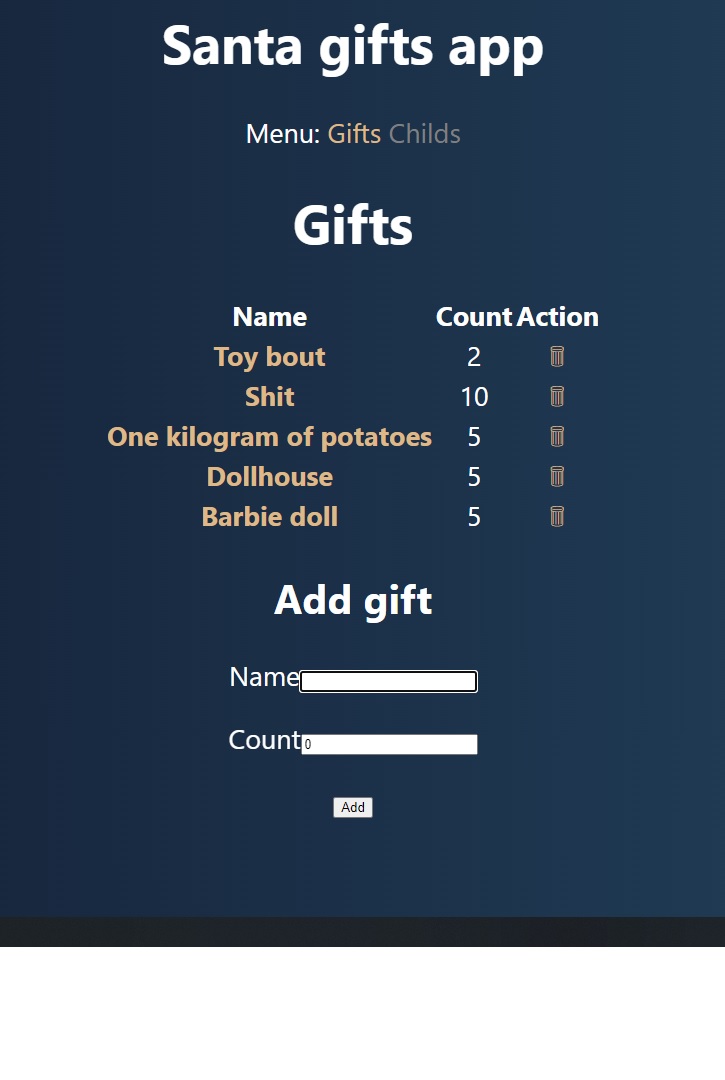 Santa gifts app
Menu: Gifts Childs
Gifts
Name Count Action
Toy bout 2
Shit 10
One kilogram of potatoes 5
Dollhouse 5
Barbie doll 5
Add gift
Name
Count 0
Add